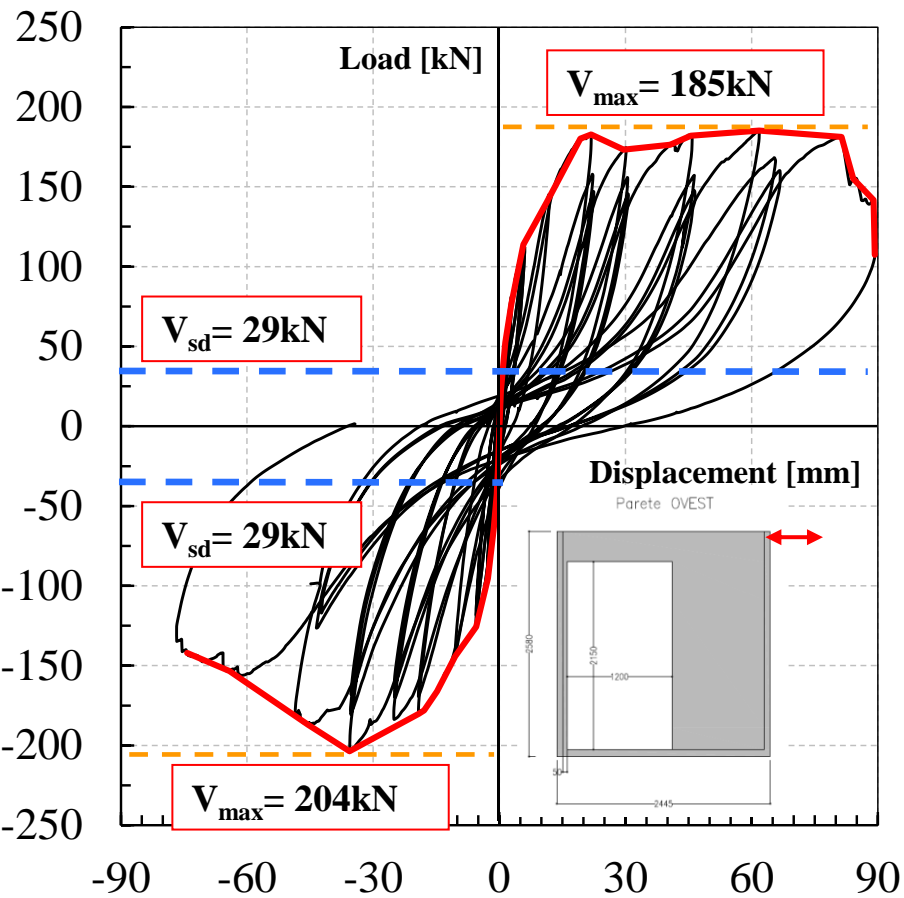 250
200
150
100
50
0
-50
-100
-150
-200
-250
Load [kN]
Vmax= 185kN
Vsd= 29kN
Displacement [mm]
Parete OVEST
Vsd= 29kN
2580
2150
1200
50
2445
Vmax= 204kN
-90 -60 -30 0 30 60 90